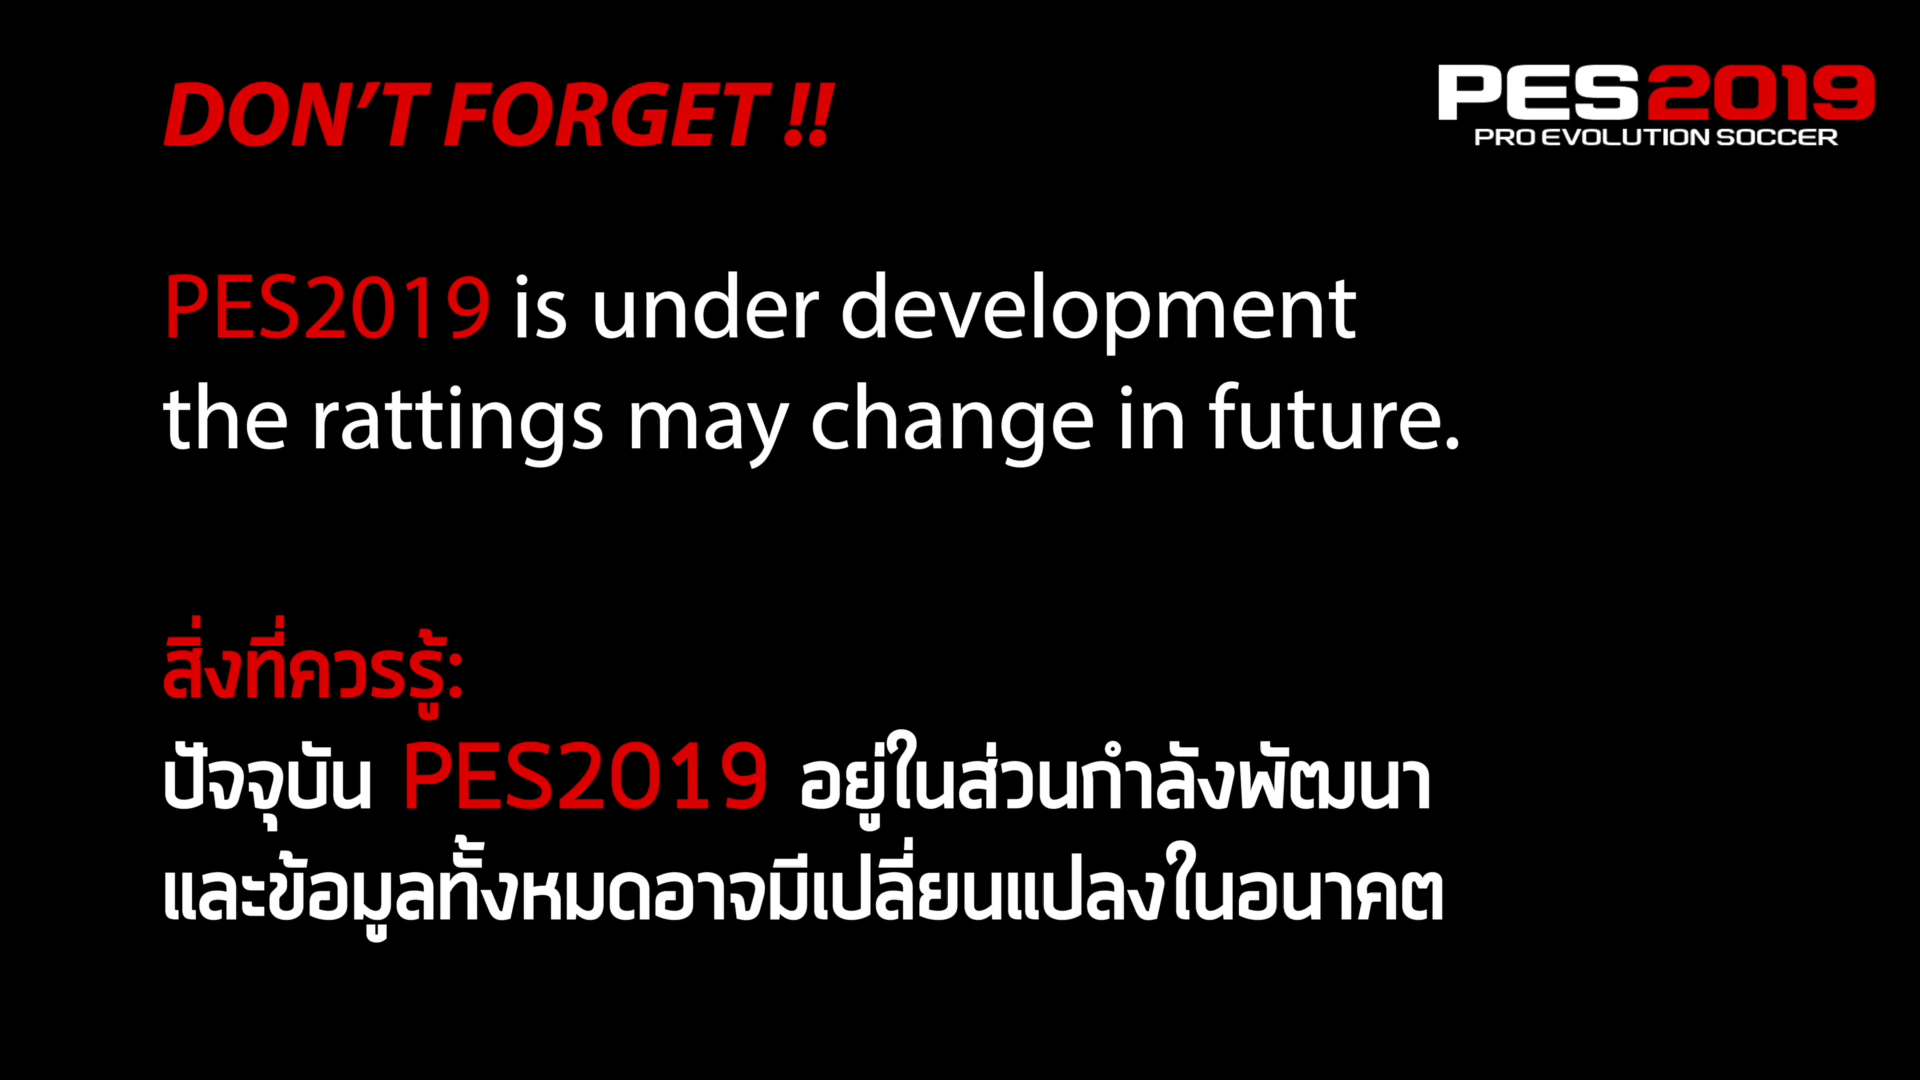 DON’T FORGET !!
PES2019
PRO EVOLUTION SOCCER
PES2019 is under development
the rattings may change in future.
สิ่งที่ควรรู้:
ปัจจุบัน PES2019 อยู่ในส่วนกำลังพัฒนา
และข้อมูลทั้งหมดอาจมีเปลี่ยนแปลงในอนาคต